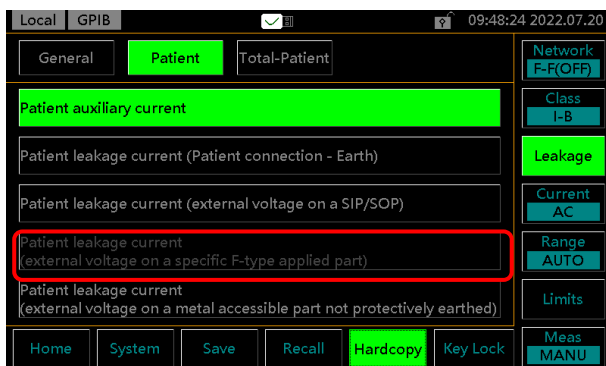 Local GPIB 09:48:24 2022.07.20
General Patient Total-Patient
Patient auxiliary current
Patient leakage current (Patient connection - Earth)
Patient leakage current (external voltage on a SIP/SOP)
Patient leakage current
(external voltage on a specific F-type applied part)
Patient leakage current
(external voltage on a metal accessible part not protectively earthed)
Network
F-F(OFF)
Class
I-B
Leakage
Current
AC
Range
AUTO
Limits
Meas
MANU
Home System Save Recall Hardcopy Key Lock